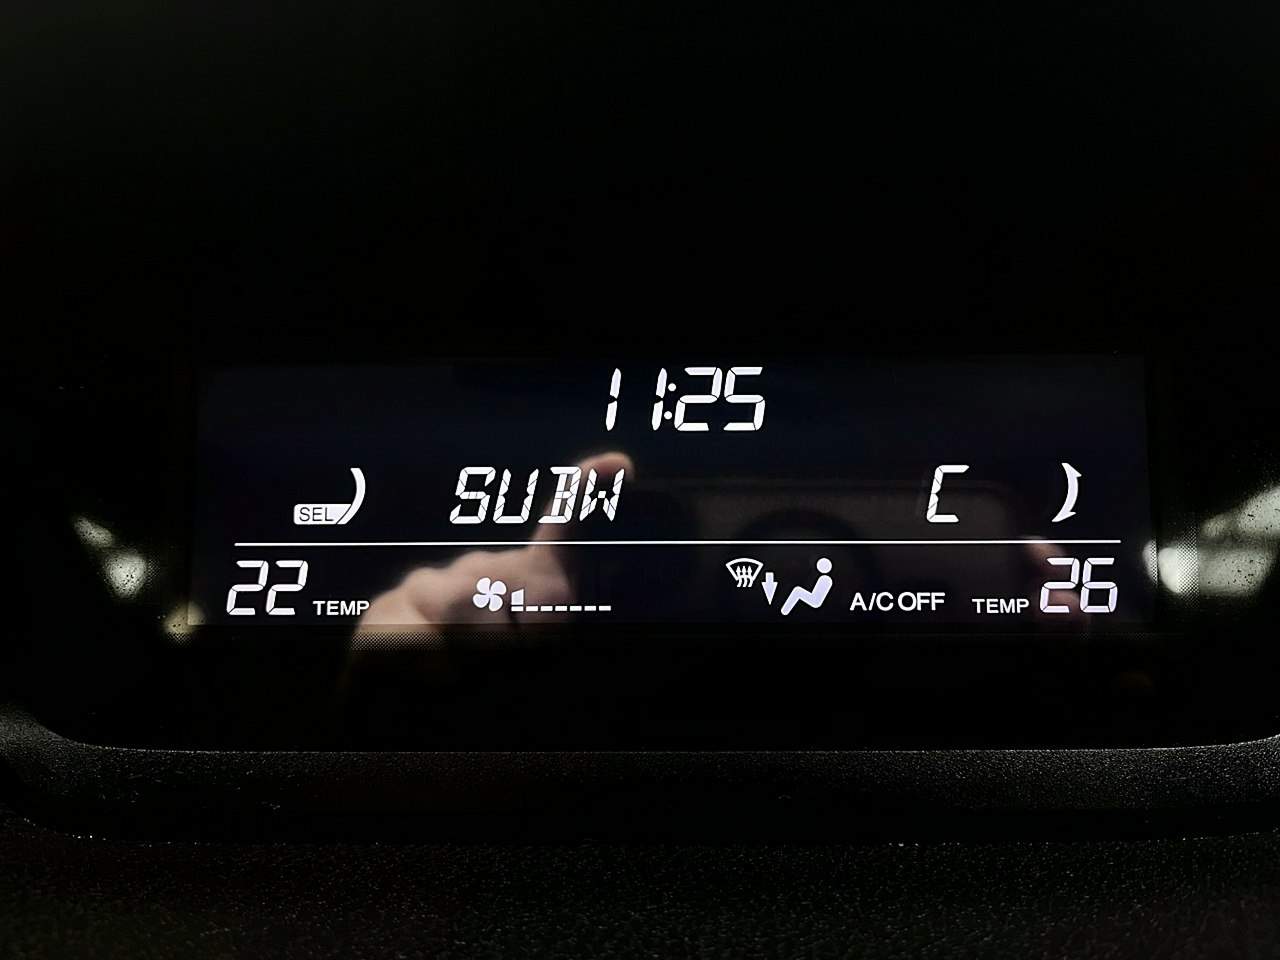 11:25
SEL SUBW C
22 TEMP A/C OFF TEMP 26